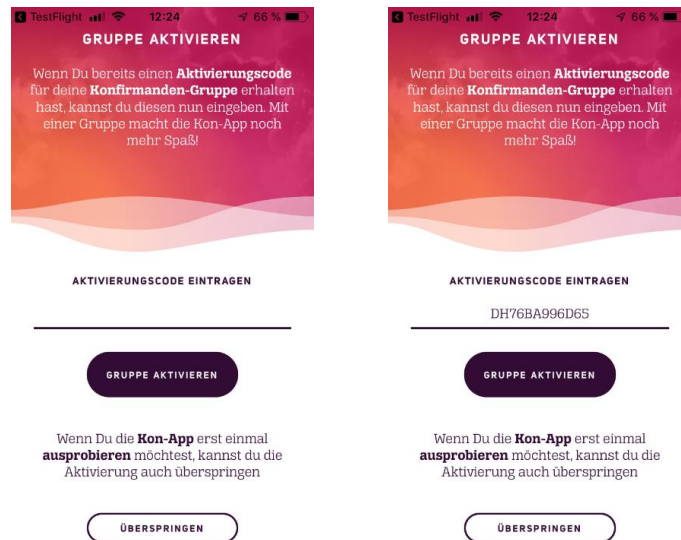 TestFlight 12:24 66 %
GRUPPE AKTIVIEREN
Wenn Du bereits einen Aktivierungscode
für deine Konfirmanden-Gruppe erhalten
hast, kannst du diesen nun eingeben. Mit
einer Gruppe macht die Kon-App noch
mehr Spaß!
AKTIVIERUNGSCODE EINTRAGEN
GRUPPE AKTIVIEREN
Wenn Du die Kon-App erst einmal
ausprobieren möchtest, kannst du die
Aktivierung auch überspringen
ÜBERSPRINGEN
TestFlight 12:24 66 %
GRUPPE AKTIVIEREN
Wenn Du bereits einen Aktivierungscode
für deine Konfirmanden-Gruppe erhalten
hast, kannst du diesen nun eingeben. Mit
einer Gruppe macht die Kon-App noch
mehr Spaß!
AKTIVIERUNGSCODE EINTRAGEN
DH76BA996D65
GRUPPE AKTIVIEREN
Wenn Du die Kon-App erst einmal
ausprobieren möchtest, kannst du die
Aktivierung auch überspringen
ÜBERSPRINGEN